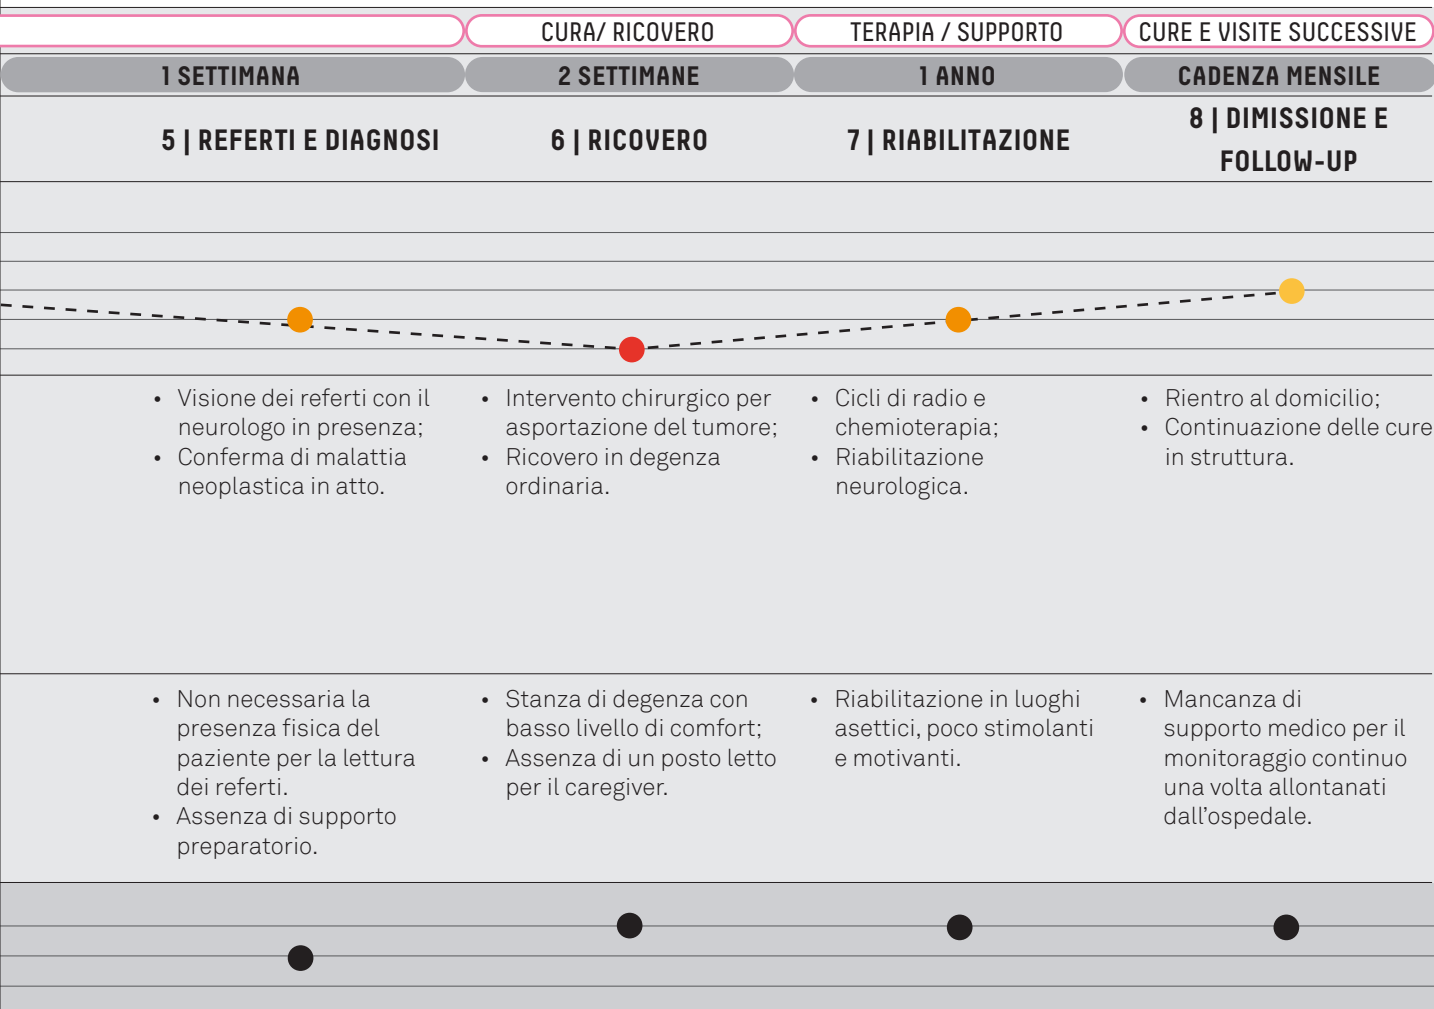 CURA/ RICOVERO
TERAPIA / SUPPORTO
CURE E VISITE SUCCESSIVE
1 SETTIMANA
2 SETTIMANE
1 ANNO
CADENZA MENSILE
5 | REFERTI E DIAGNOSI
6 | RICOVERO
7 | RIABILITAZIONE
8 | DIMISSIONE E
FOLLOW-UP
• Visione dei referti con il
neurologo in presenza;
• Conferma di malattia
neoplastica in atto.
• Intervento chirurgico per
asportazione del tumore;
• Ricovero in degenza
ordinaria.
• Cicli di radio e
chemioterapia;
• Riabilitazione
neurologica.
• Rientro al domicilio;
• Continuazione delle cure
in struttura.
• Non necessaria la
presenza fisica del
paziente per la lettura
dei referti.
• Assenza di supporto
preparatorio.
• Stanza di degenza con
basso livello di comfort;
• Assenza di un posto letto
per il caregiver.
• Riabilitazione in luoghi
asettici, poco stimolanti
e motivanti.
• Mancanza di
supporto medico per il
monitoraggio continuo
una volta allontanati
dall'ospedale.